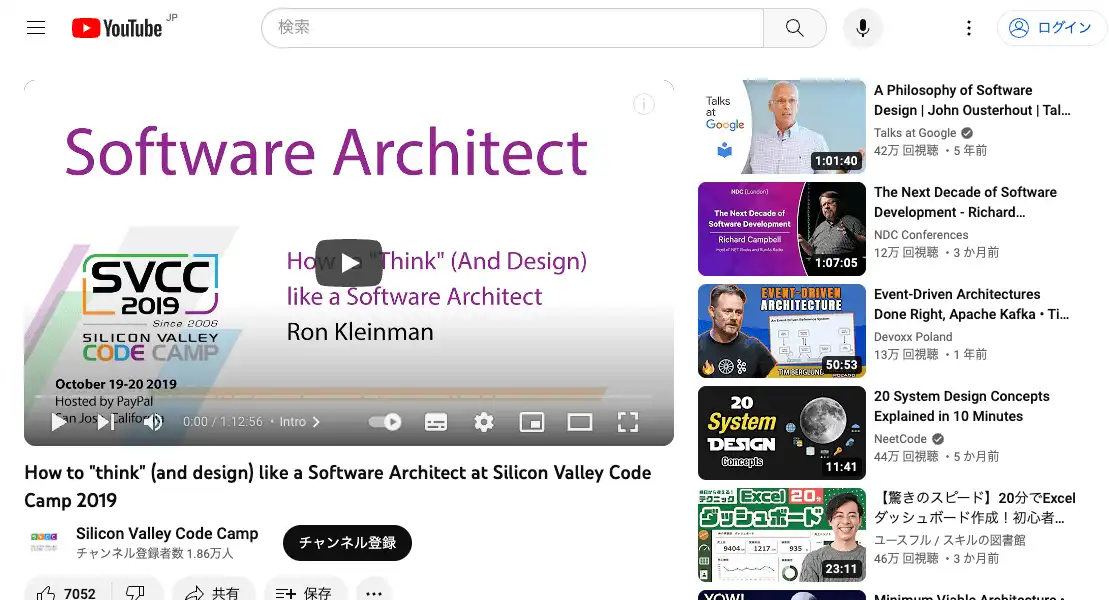 YouTube JP
検索
ログイン
Software Architect
How to "Think" (And Design)
like a Software Architect
Ron Kleinman
SVCC
2019
Since 2006
SILICON VALLEY
CODE CAMP
October 19-20 2019
Hosted by PayPal
San Jose, California
0:00 / 1:12:56 • Intro
How to "think" (and design) like a Software Architect at Silicon Valley Code
Camp 2019
Silicon Valley Code Camp
チャンネル登録者数 1.86万人
チャンネル登録
7052
共有
保存
Talks
at
Google
1:01:40
A Philosophy of Software
Design | John Ousterhout | Tal…
Talks at Google
42万 回視聴 ・5 年前
NDC {London}
The Next Decade of
Software Development
Richard Campbell
1:07:05
The Next Decade of Software
Development - Richard…
NDC Conferences
12万 回視聴 ・3 か月前
EVENT-DRIVEN
ARCHITECTURE
TIM BERGLUND
50:53
Event-Driven Architectures
Done Right, Apache Kafka • Ti…
Devoxx Poland
13万 回視聴 ・1 年前
20
System
DESIGN
Concepts
11:41
20 System Design Concepts
Explained in 10 Minutes
NeetCode
44万 回視聴 ・5 か月前
テクニック
Excel 20分
ダッシュボード
9404
1217
935
23:11
【驚きのスピード】20分でExcel
ダッシュボード作成！初心者…
ユースフル / スキルの図書館
46万 回視聴 ・3 か月前
YOW!
Minimum Viable Architecture •